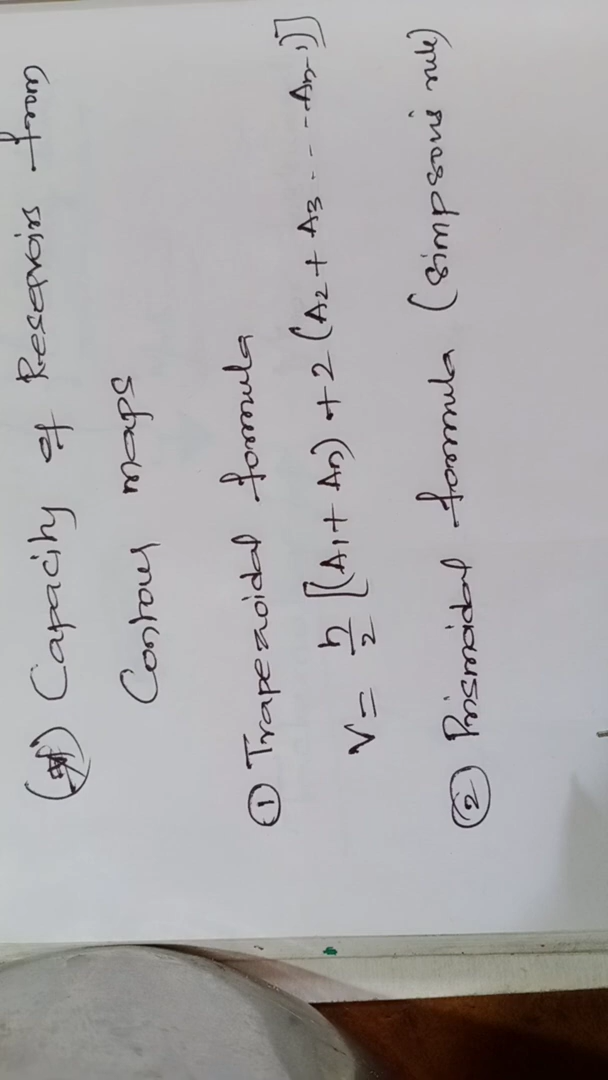 (*) Capacity of Reservoirs from
Contour maps
① Trapezoidal formula
V = h/2 [(A1 + An) + 2 (A2 + A3 - - - - An-1)]
② Prismoidal formula (simpsons rule)